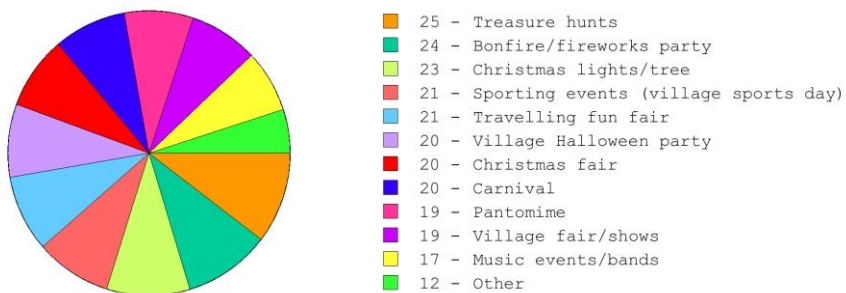 25 - Treasure hunts
24 - Bonfire/fireworks party
23 - Christmas lights/tree
21 - Sporting events (village sports day)
21 - Travelling fun fair
20 - Village Halloween party
20 - Christmas fair
20 - Carnival
19 - Pantomime
19 - Village fair/shows
17 - Music events/bands
12 - Other